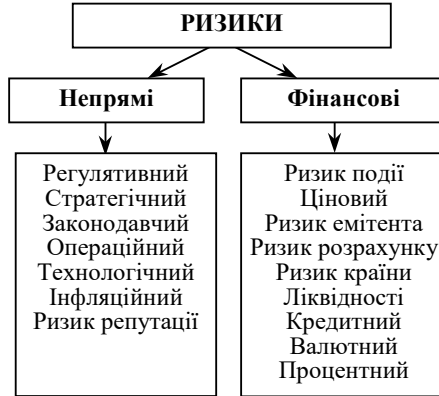 РИЗИКИ
Непрямі
Фінансові
Регулятивний
Стратегічний
Законодавчий
Операційний
Технологічний
Інфляційний
Ризик репутації
Ризик події
Ціновий
Ризик емітента
Ризик розрахунку
Ризик країни
Ліквідності
Кредитний
Валютний
Процентний